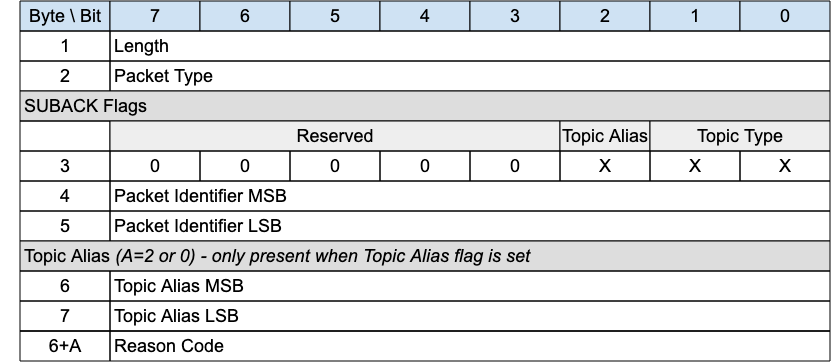 Byte \ Bit 7 6 5 4 3 2 1 0
1 Length
2 Packet Type
SUBACK Flags
Reserved Topic Alias Topic Type
3 0 0 0 0 0 X X X
4 Packet Identifier MSB
5 Packet Identifier LSB
Topic Alias (A=2 or 0) - only present when Topic Alias flag is set
6 Topic Alias MSB
7 Topic Alias LSB
6+A Reason Code